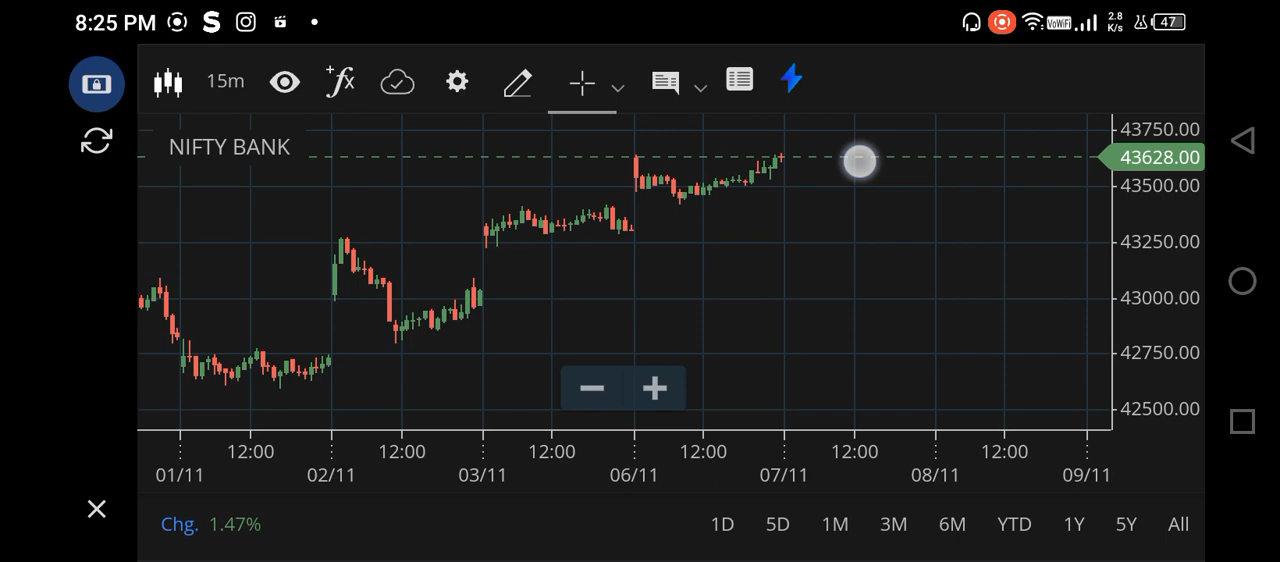 8:25 PM S VoWiFi 2.8 K/s 47
15m +fx
NIFTY BANK
43750.00
43628.00
43500.00
43250.00
43000.00
42750.00
42500.00
12:00 12:00 12:00 12:00 12:00 12:00
01/11 02/11 03/11 06/11 07/11 08/11 09/11
Chg. 1.47% 1D 5D 1M 3M 6M YTD 1Y 5Y All